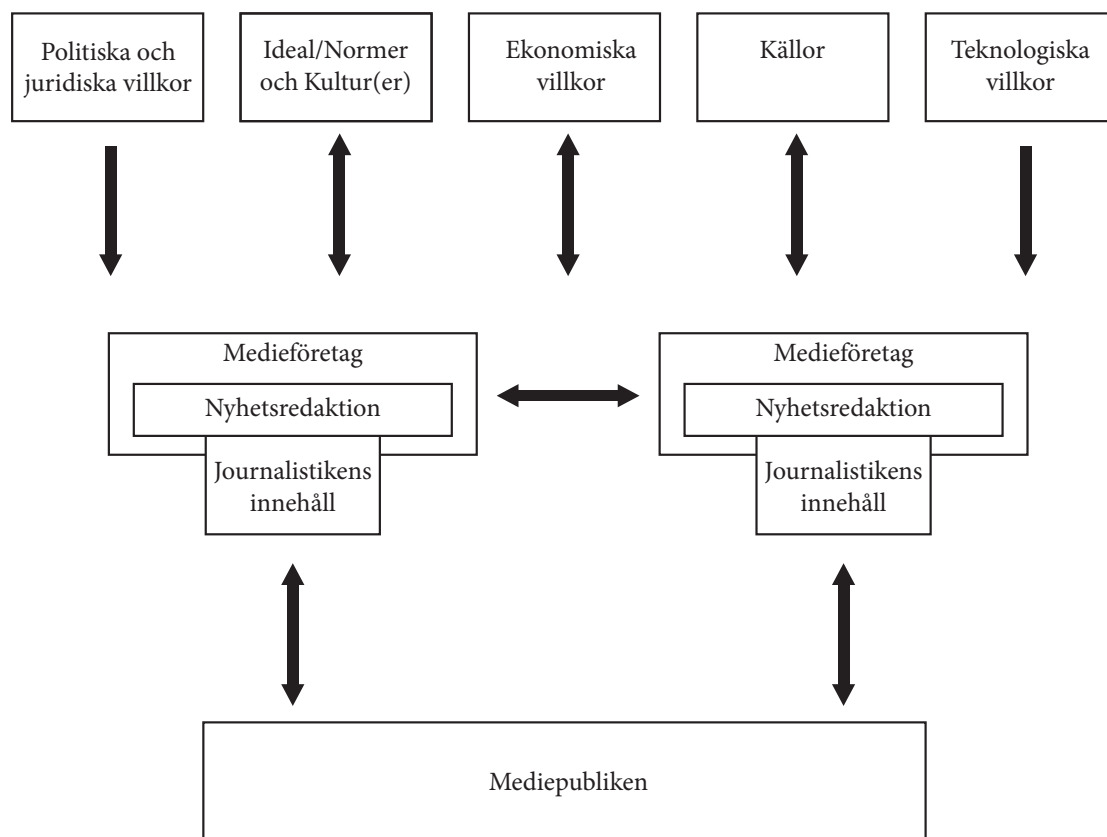 Politiska och
juridiska villkor
Ideal/Normer
och Kultur(er)
Ekonomiska
villkor
Källor
Teknologiska
villkor
Medieföretag
Nyhetsredaktion
Journalistikens
innehåll
Medieföretag
Nyhetsredaktion
Journalistikens
innehåll
Mediepubliken